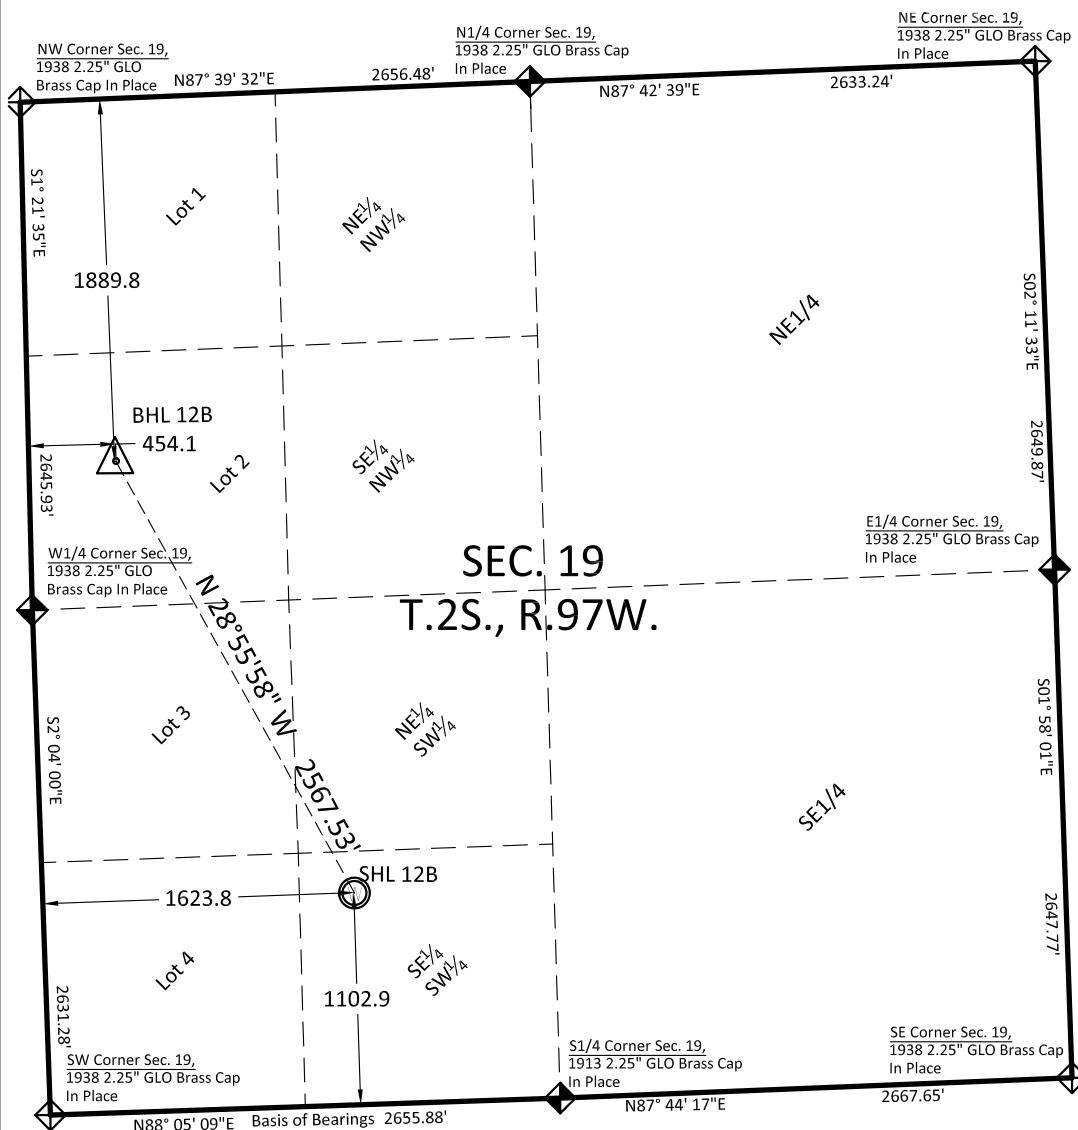 NE Corner Sec. 19,
1938 2.25" GLO Brass Cap
In Place
N1/4 Corner Sec. 19,
1938 2.25" GLO Brass Cap
In Place
NW Corner Sec. 19,
1938 2.25" GLO
Brass Cap In Place
N87° 39' 32"E
2656.48'
N87° 42' 39"E
2633.24'
S1° 21' 35"E
Lot 1
NE1/4
NW1/4
1889.8
NE1/4
S02° 11' 33"E
BHL 12B
454.1
2645.93'
Lot 2
SE1/4
NW1/4
2649.87'
E1/4 Corner Sec. 19,
1938 2.25" GLO Brass Cap
In Place
W1/4 Corner Sec. 19,
1938 2.25" GLO
Brass Cap In Place
SEC. 19
T.2S., R.97W.
N 28°55'58" W 2567.53'
S2° 04' 00"E
Lot 3
NE1/4
SW1/4
S01° 58' 01"E
SE1/4
SHL 12B
1623.8
2647.77'
Lot 4
SE1/4
SW1/4
1102.9
2631.28'
SW Corner Sec. 19,
1938 2.25" GLO Brass Cap
In Place
S1/4 Corner Sec. 19,
1913 2.25" GLO Brass Cap
In Place
SE Corner Sec. 19,
1938 2.25" GLO Brass Cap
In Place
N88° 05' 09"E Basis of Bearings 2655.88'
N87° 44' 17"E
2667.65'